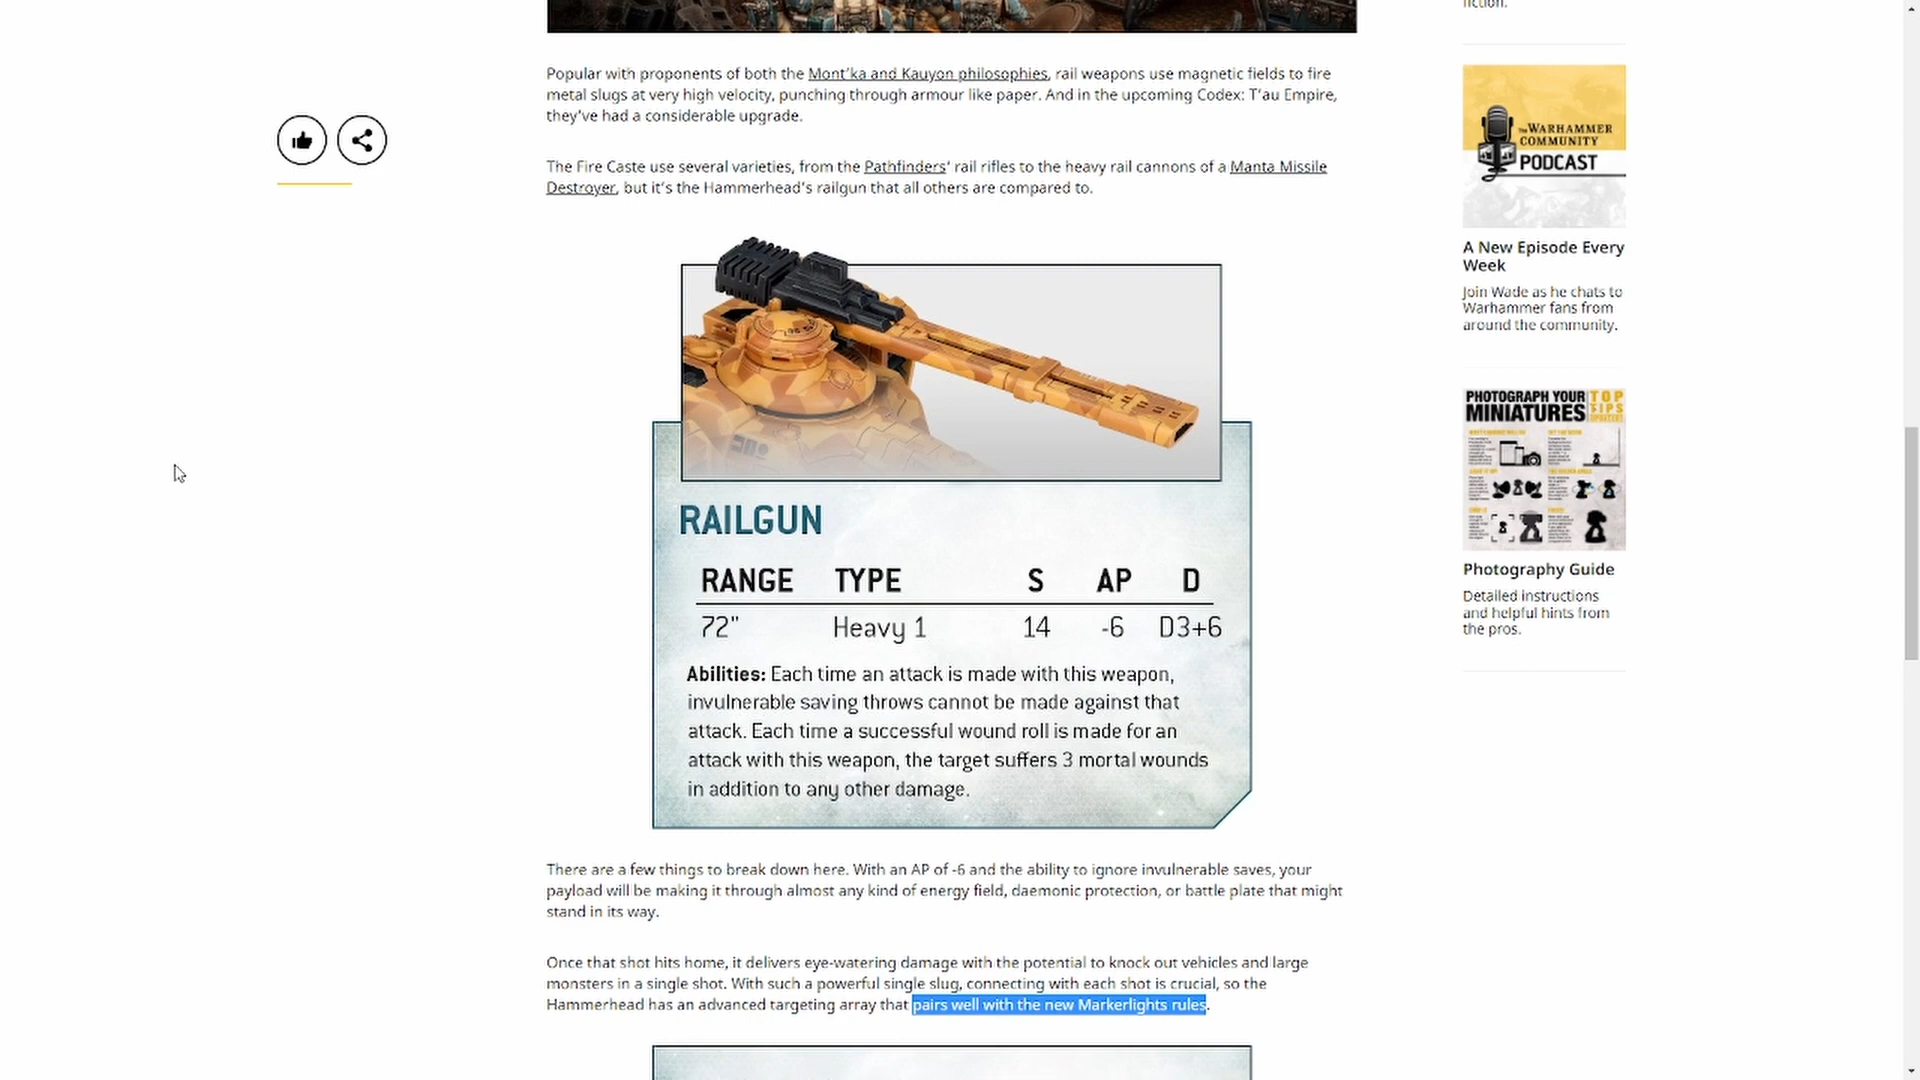 fiction.
Popular with proponents of both the Mont'ka and Kauyon philosophies, rail weapons use magnetic fields to fire
metal slugs at very high velocity, punching through armour like paper. And in the upcoming Codex: T'au Empire,
they've had a considerable upgrade.
The Fire Caste use several varieties, from the Pathfinders' rail rifles to the heavy rail cannons of a Manta Missile
Destroyer, but it's the Hammerhead's railgun that all others are compared to.
RAILGUN
RANGE TYPE S AP D
72" Heavy 1 14 -6 D3+6
Abilities: Each time an attack is made with this weapon,
invulnerable saving throws cannot be made against that
attack. Each time a successful wound roll is made for an
attack with this weapon, the target suffers 3 mortal wounds
in addition to any other damage.
There are a few things to break down here. With an AP of -6 and the ability to ignore invulnerable saves, your
payload will be making it through almost any kind of energy field, daemonic protection, or battle plate that might
stand in its way.
Once that shot hits home, it delivers eye-watering damage with the potential to knock out vehicles and large
monsters in a single shot. With such a powerful single slug, connecting with each shot is crucial, so the
Hammerhead has an advanced targeting array that pairs well with the new Markerlights rules.
THE WARHAMMER
COMMUNITY
PODCAST
A New Episode Every
Week
Join Wade as he chats to
Warhammer fans from
around the community.
PHOTOGRAPH YOUR
MINIATURES
TOP
TIPS
Photography Guide
Detailed instructions
and helpful hints from
the pros.